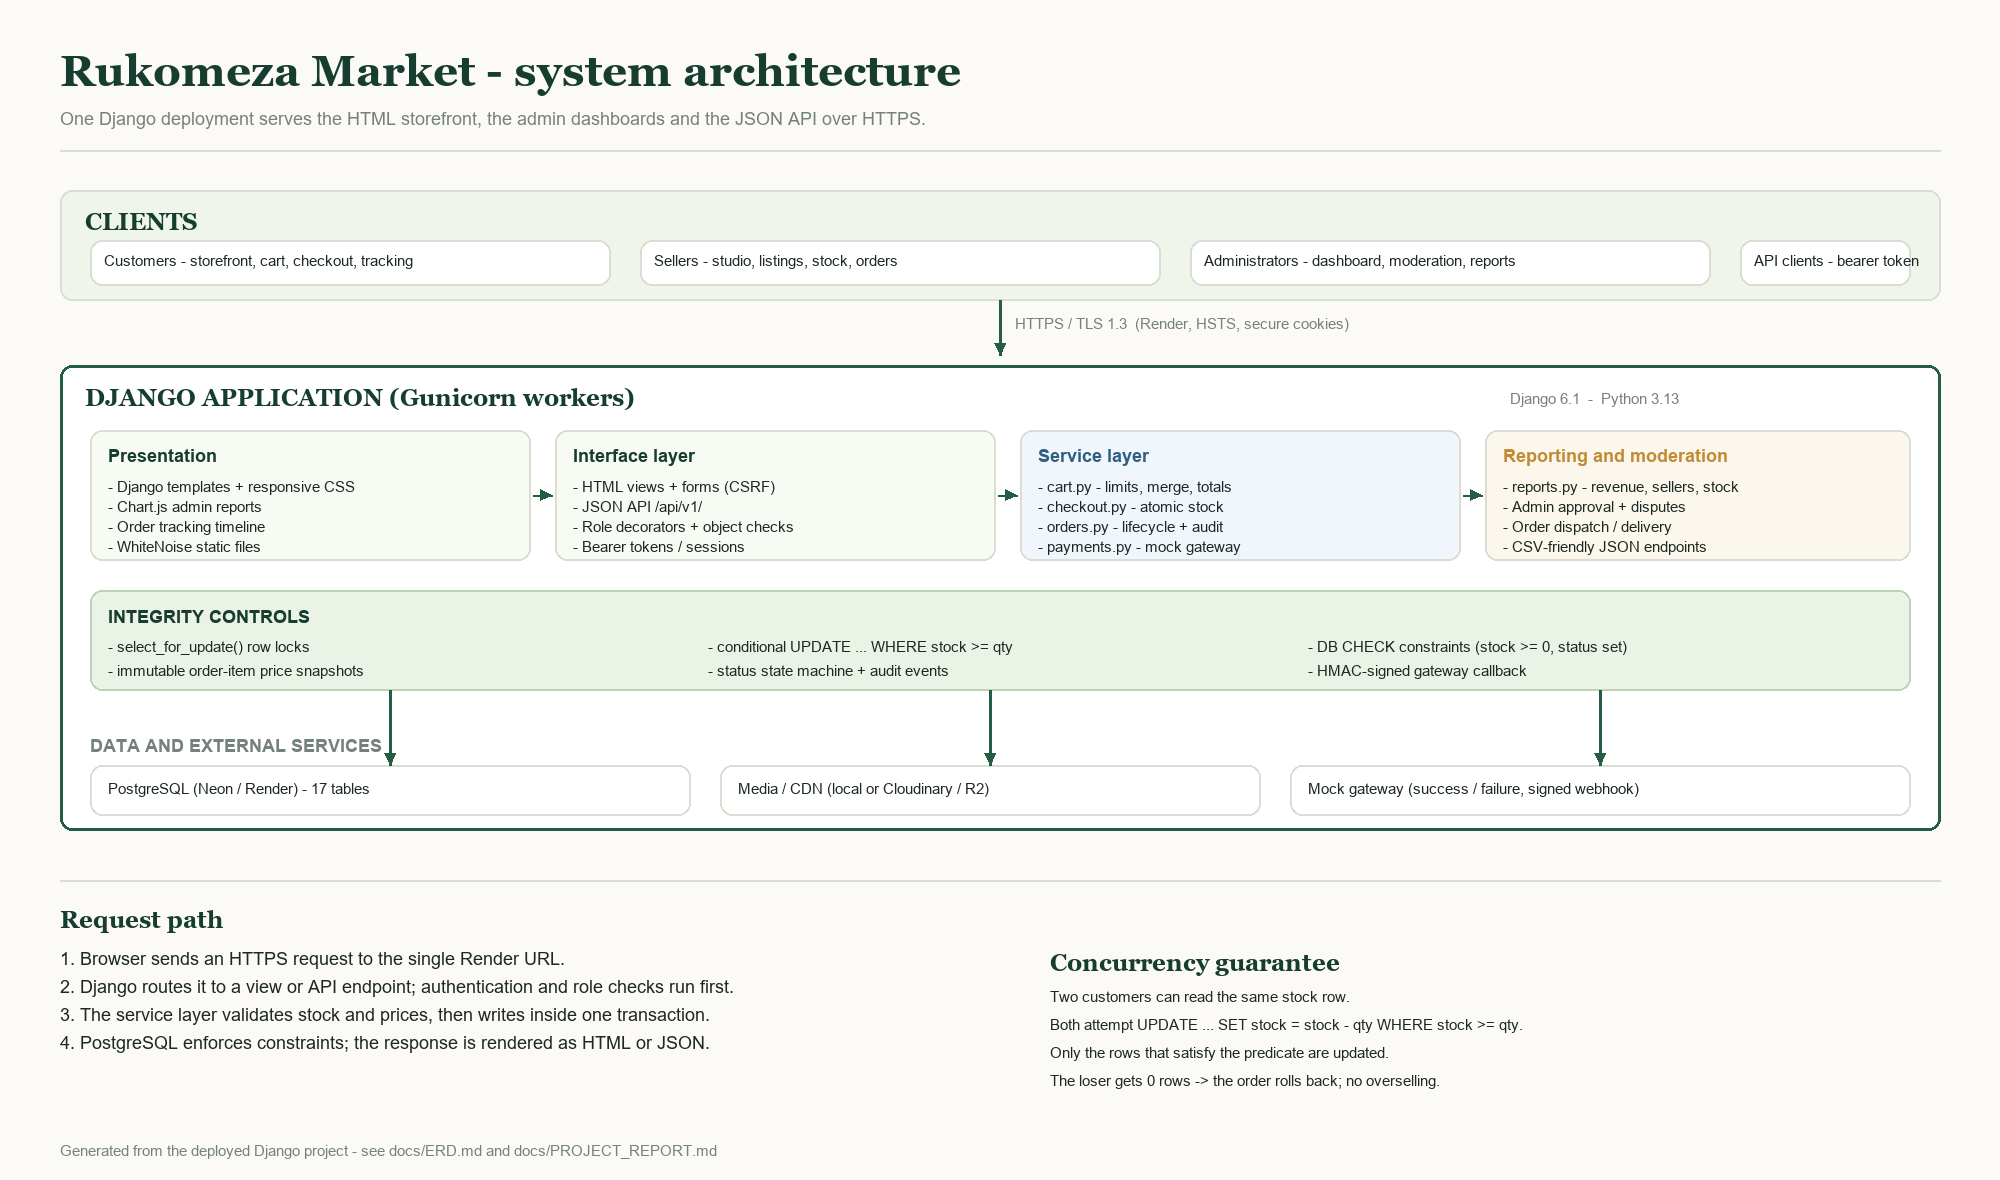 Rukomeza Market - system architecture
One Django deployment serves the HTML storefront, the admin dashboards and the JSON API over HTTPS.
CLIENTS
Customers - storefront, cart, checkout, tracking
Sellers - studio, listings, stock, orders
Administrators - dashboard, moderation, reports
API clients - bearer token
HTTPS / TLS 1.3  (Render, HSTS, secure cookies)
DJANGO APPLICATION (Gunicorn workers)
Django 6.1  -  Python 3.13
Presentation
- Django templates + responsive CSS
- Chart.js admin reports
- Order tracking timeline
- WhiteNoise static files
Interface layer
- HTML views + forms (CSRF)
- JSON API /api/v1/
- Role decorators + object checks
- Bearer tokens / sessions
Service layer
- cart.py - limits, merge, totals
- checkout.py - atomic stock
- orders.py - lifecycle + audit
- payments.py - mock gateway
Reporting and moderation
- reports.py - revenue, sellers, stock
- Admin approval + disputes
- Order dispatch / delivery
- CSV-friendly JSON endpoints
INTEGRITY CONTROLS
- select_for_update() row locks
- immutable order-item price snapshots
- conditional UPDATE ... WHERE stock >= qty
- status state machine + audit events
- DB CHECK constraints (stock >= 0, status set)
- HMAC-signed gateway callback
DATA AND EXTERNAL SERVICES
PostgreSQL (Neon / Render) - 17 tables
Media / CDN (local or Cloudinary / R2)
Mock gateway (success / failure, signed webhook)
Request path
1. Browser sends an HTTPS request to the single Render URL.
2. Django routes it to a view or API endpoint; authentication and role checks run first.
3. The service layer validates stock and prices, then writes inside one transaction.
4. PostgreSQL enforces constraints; the response is rendered as HTML or JSON.
Concurrency guarantee
Two customers can read the same stock row.
Both attempt UPDATE ... SET stock = stock - qty WHERE stock >= qty.
Only the rows that satisfy the predicate are updated.
The loser gets 0 rows -> the order rolls back; no overselling.
Generated from the deployed Django project - see docs/ERD.md and docs/PROJECT_REPORT.md